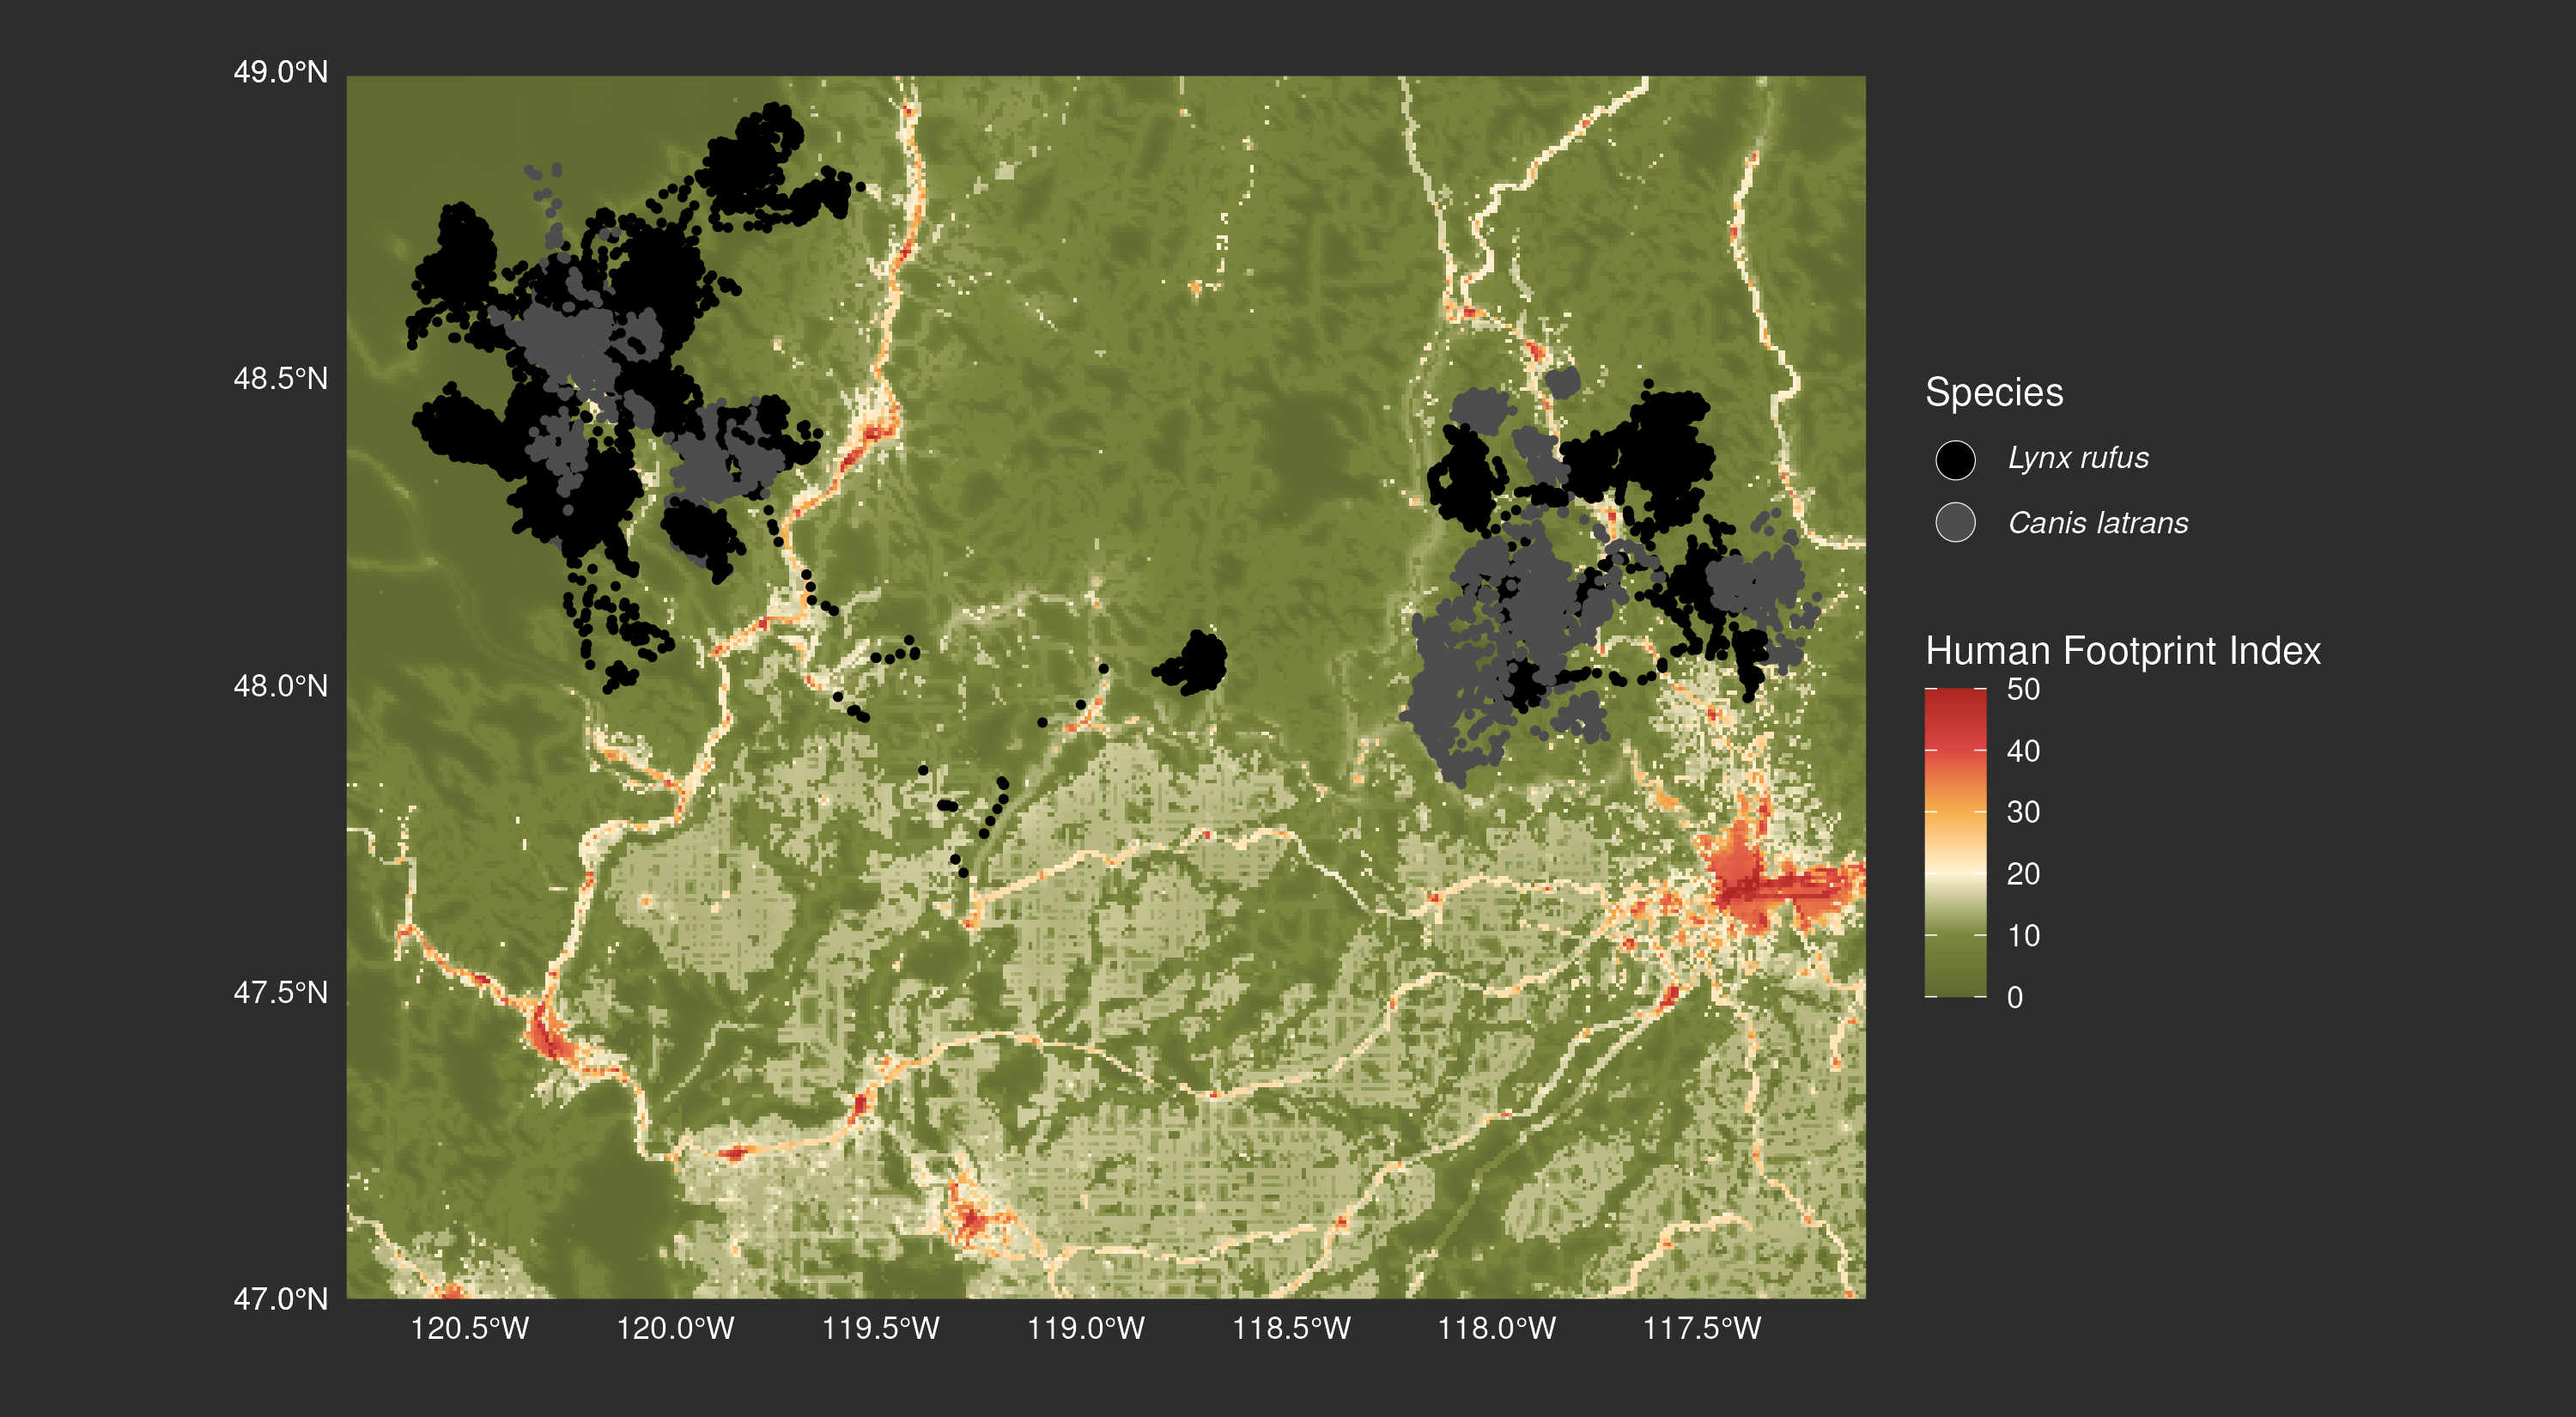 49.0°N
48.5°N
48.0°N
47.5°N
47.0°N
120.5°W 120.0°W 119.5°W 119.0°W 118.5°W 118.0°W 117.5°W
Species
Lynx rufus
Canis latrans
Human Footprint Index
50
40
30
20
10
0